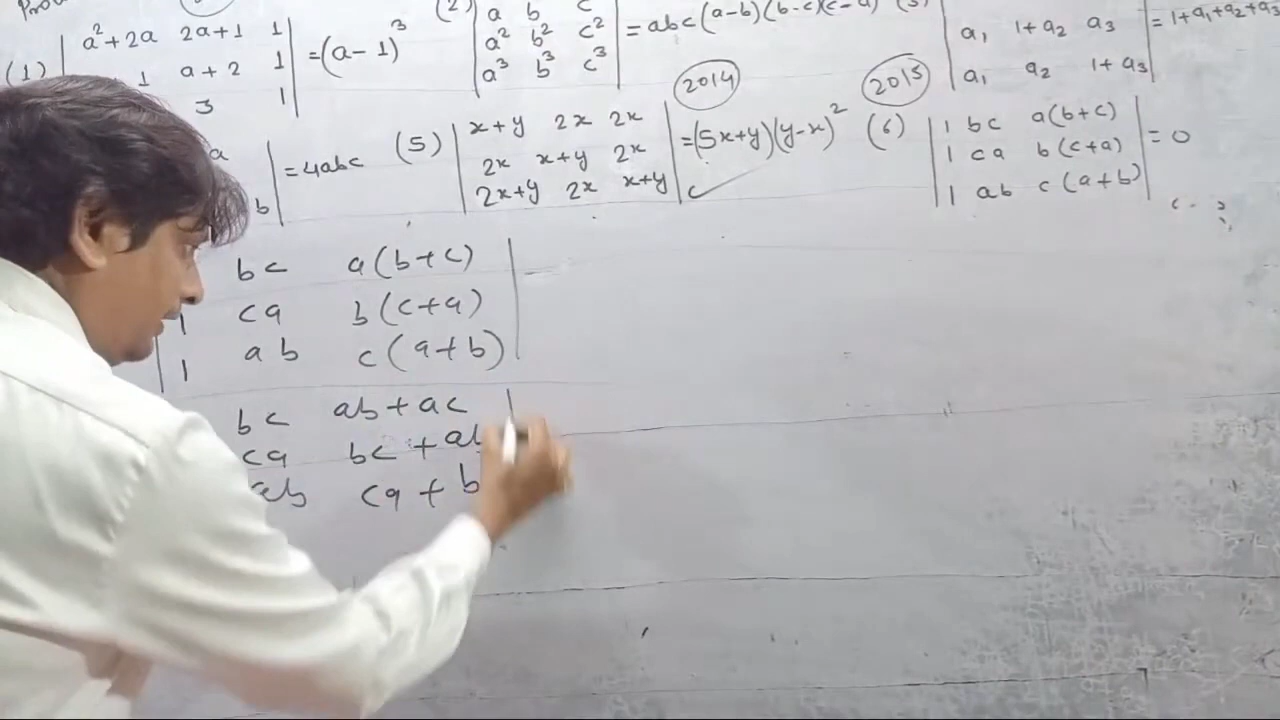 (2) a b c
a²+2a 2a+1 1 =(a-1)³ a² b² c² =abc(a-b)(b-c)(c-a) a₁ 1+a₂ a₃ =1+a₁+a₂+a₃
(1) 1 a+2 1 a³ b³ c³ a₁ a₂ 1+a₃
3 1 2014 2015
a =4abc (5) x+y 2x 2x =(5x+y)(y-x)² (6) 1 bc a(b+c) =0
2x x+y 2x 1 ca b(c+a)
b 2x+y 2x x+y 1 ab c(a+b)
bc a(b+c)
1 ca b(c+a)
1 ab c(a+b)
bc ab+ac
ca bc+ab
ab ca+b